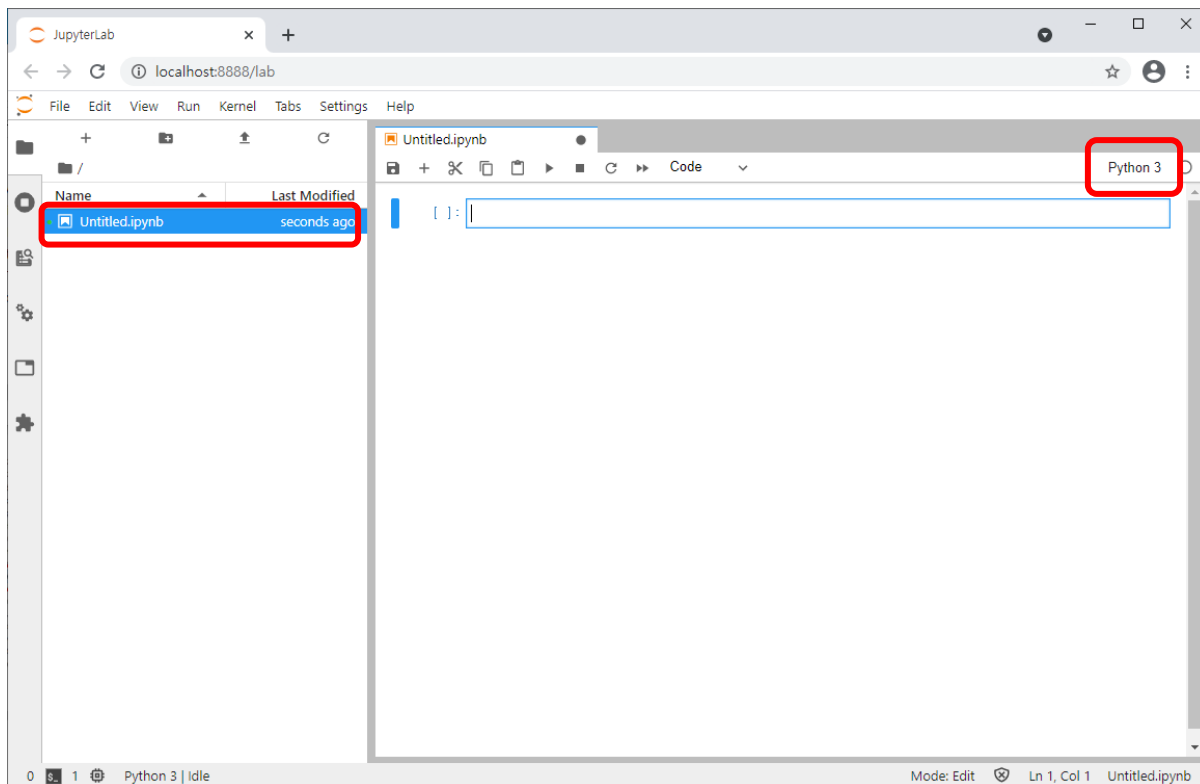 JupyterLab
localhost:8888/lab
File Edit View Run Kernel Tabs Settings Help
Untitled.ipynb
/
Code
Python 3
Name Last Modified
Untitled.ipynb seconds ago
[ ]:
0 $_ 1 Python 3 | Idle
Mode: Edit Ln 1, Col 1 Untitled.ipynb